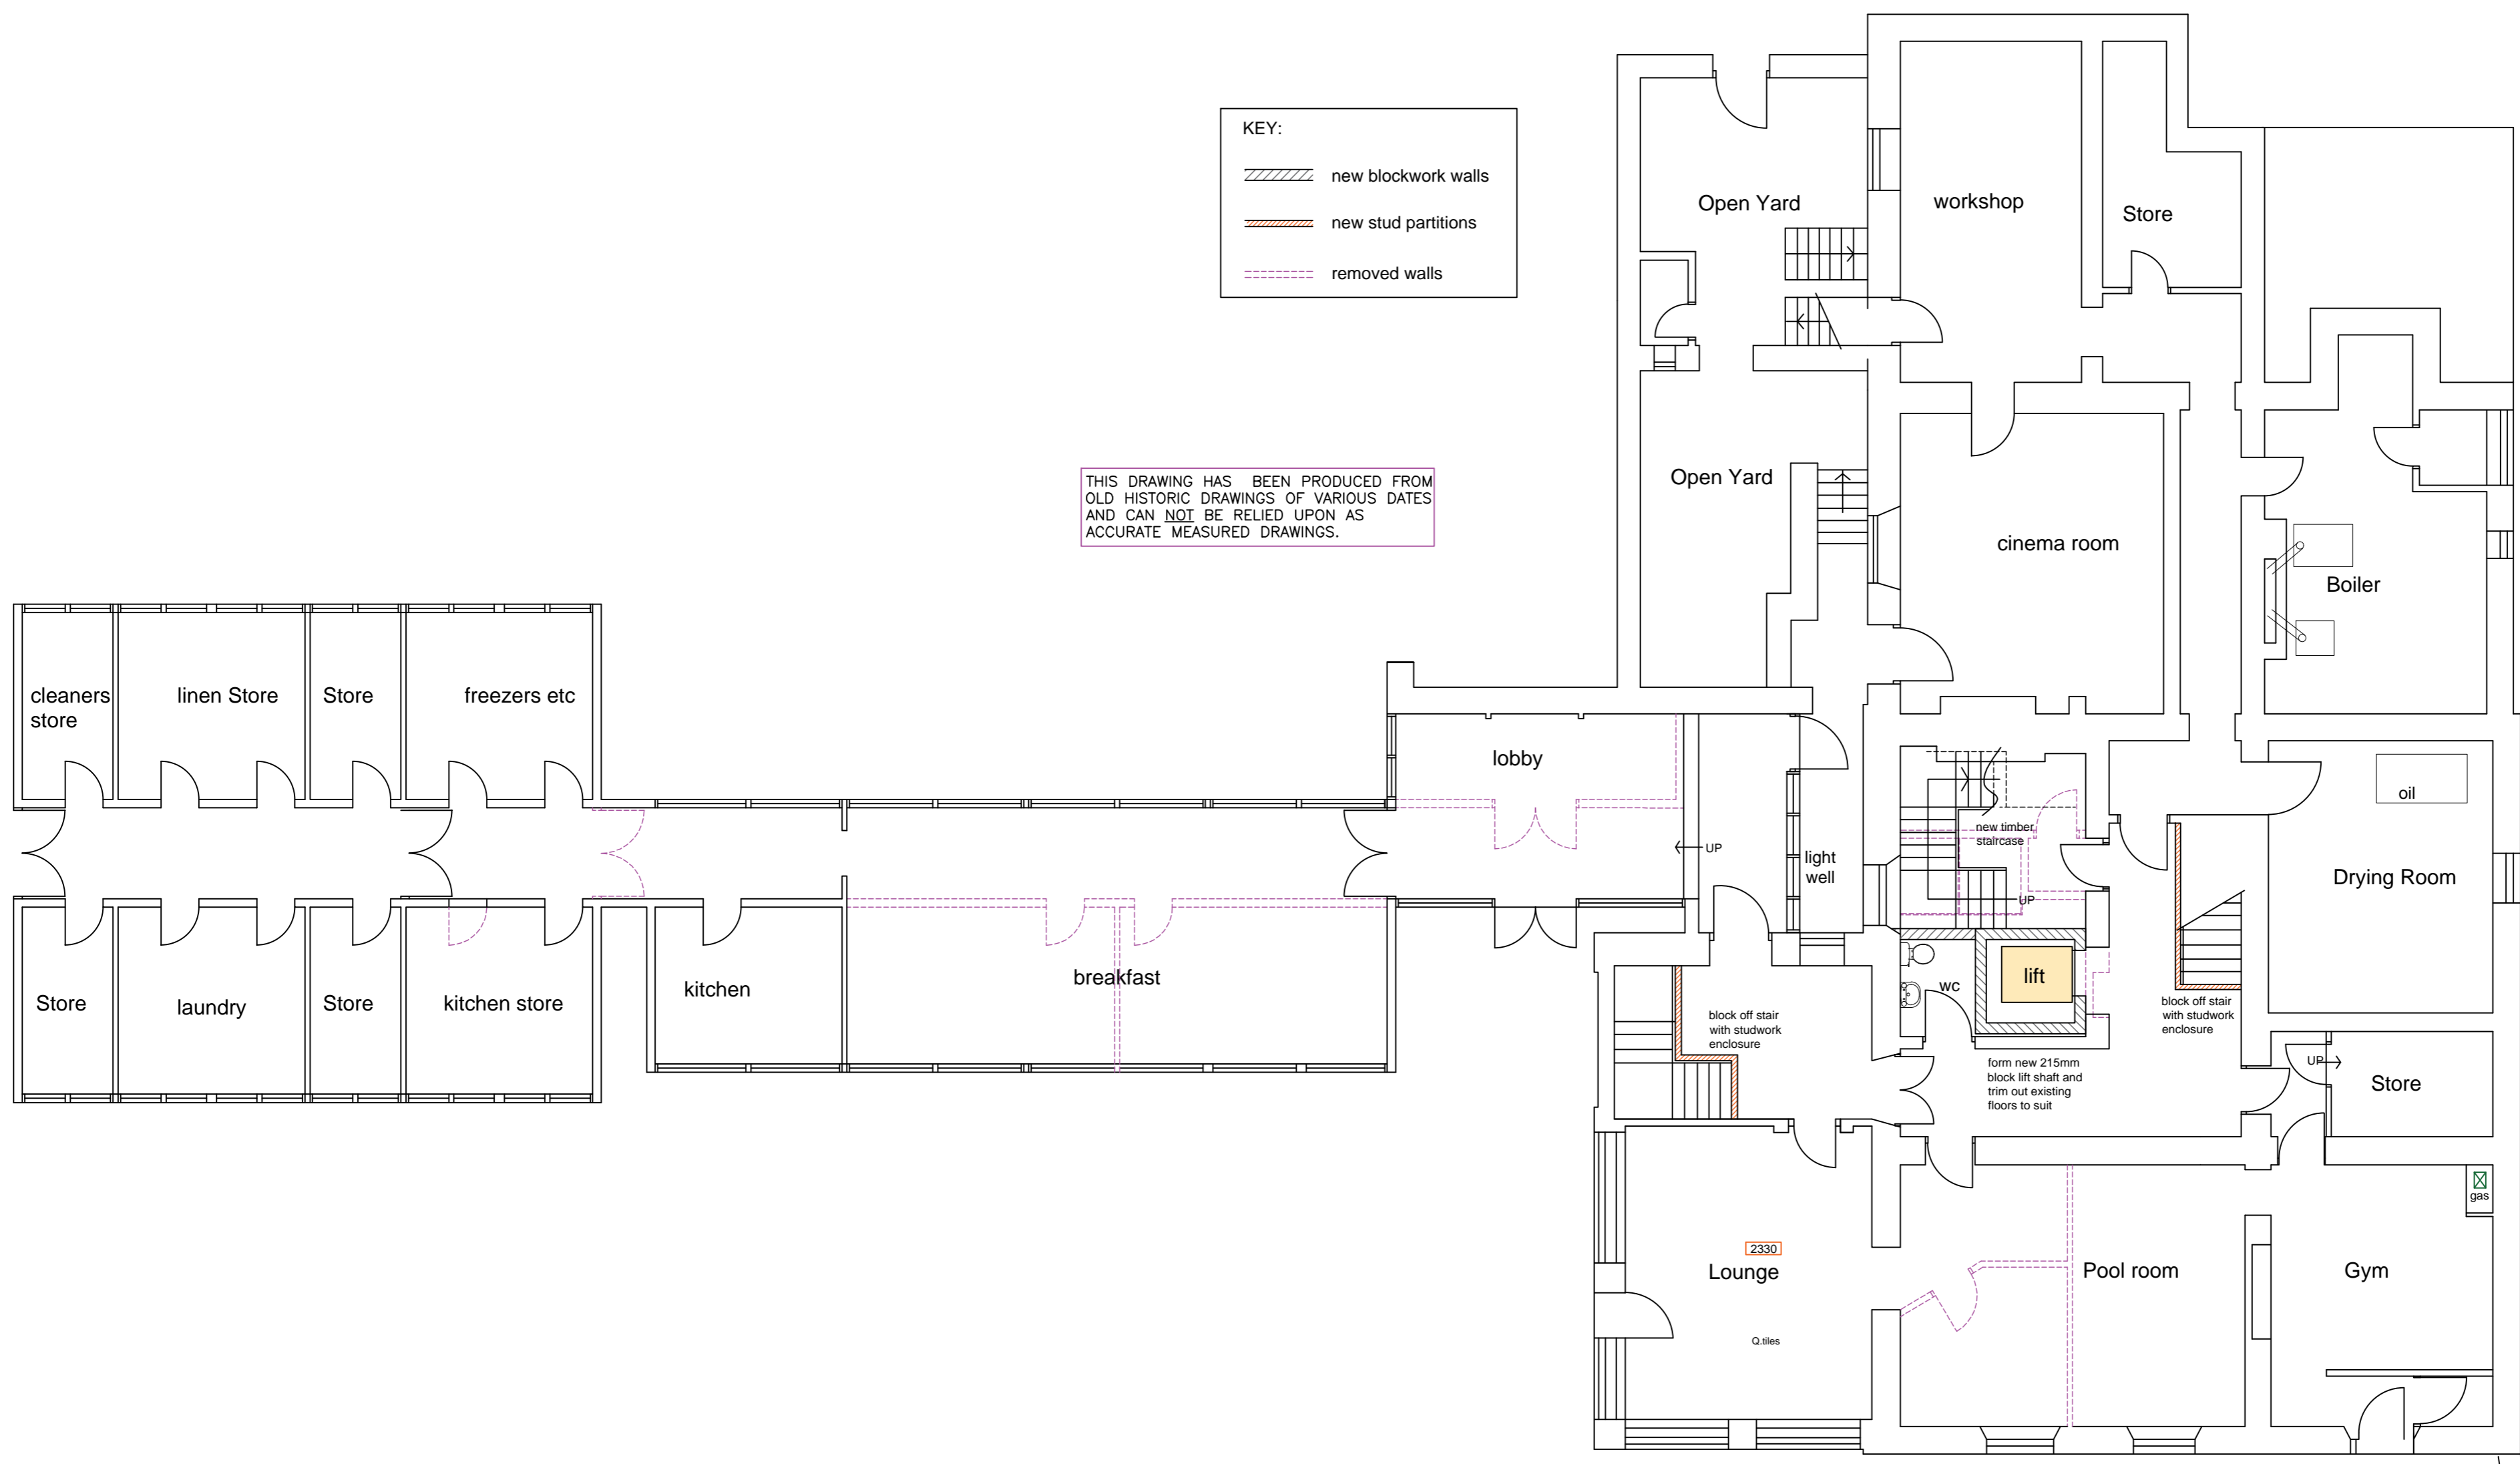 KEY:
new blockwork walls
new stud partitions
removed walls
THIS DRAWING HAS BEEN PRODUCED FROM
OLD HISTORIC DRAWINGS OF VARIOUS DATES
AND CAN NOT BE RELIED UPON AS
ACCURATE MEASURED DRAWINGS.
Open Yard
workshop
Store
Open Yard
cinema room
Boiler
cleaners
store
linen Store
Store
freezers etc
lobby
UP
light
well
new timber
staircase
UP
oil
Drying Room
Store
laundry
Store
kitchen store
kitchen
breakfast
block off stair
with studwork
enclosure
wc
lift
block off stair
with studwork
enclosure
form new 215mm
block lift shaft and
trim out existing
floors to suit
UP
Store
gas
2330
Lounge
Q.tiles
Pool room
Gym